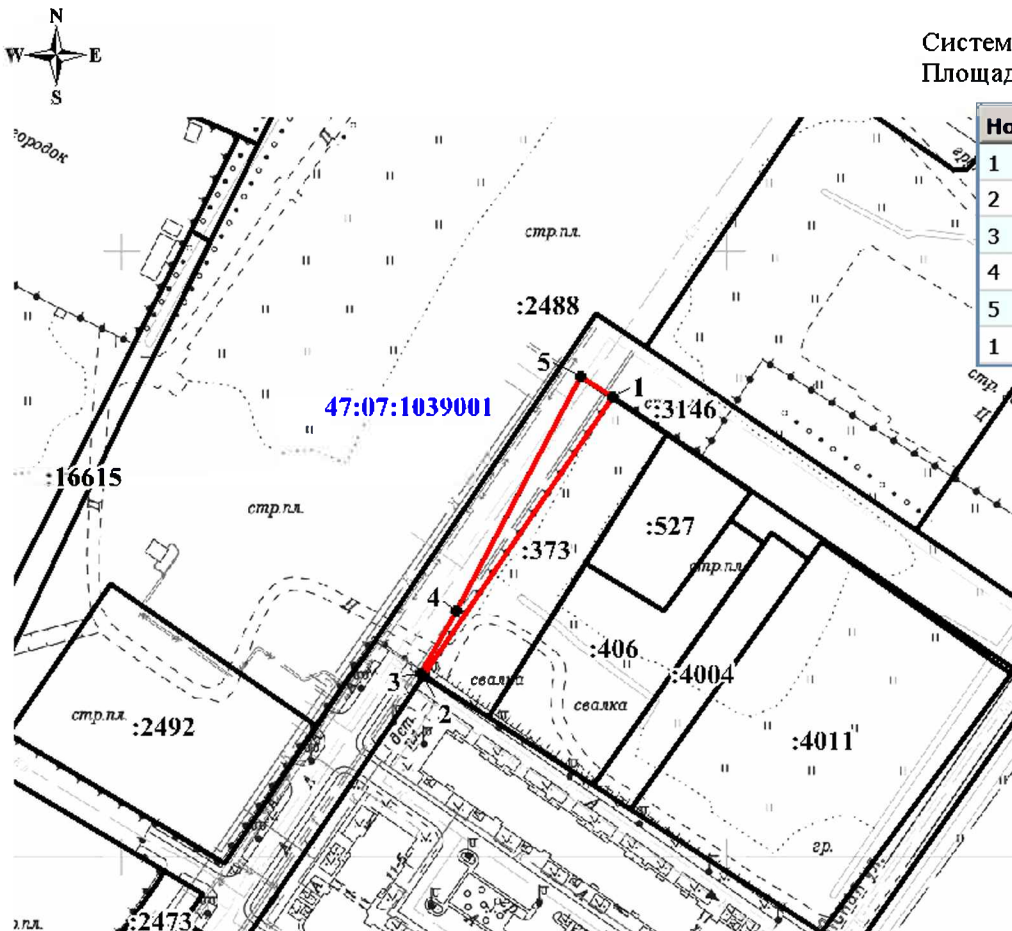 N
W E
S
Систем
Площад
Но
1
2
3
4
5
1
ородок
Д
гр.
стр.пл.
:2488
5
1
стр.
Д
:3146
47:07:1039001
:16615
Д
стр.пл.
:527
:373
стр.пл.
4
Д
:406
:4004
3
свалка
2
свалка
стр.пл.
:2492
:4011
гр.
:2473